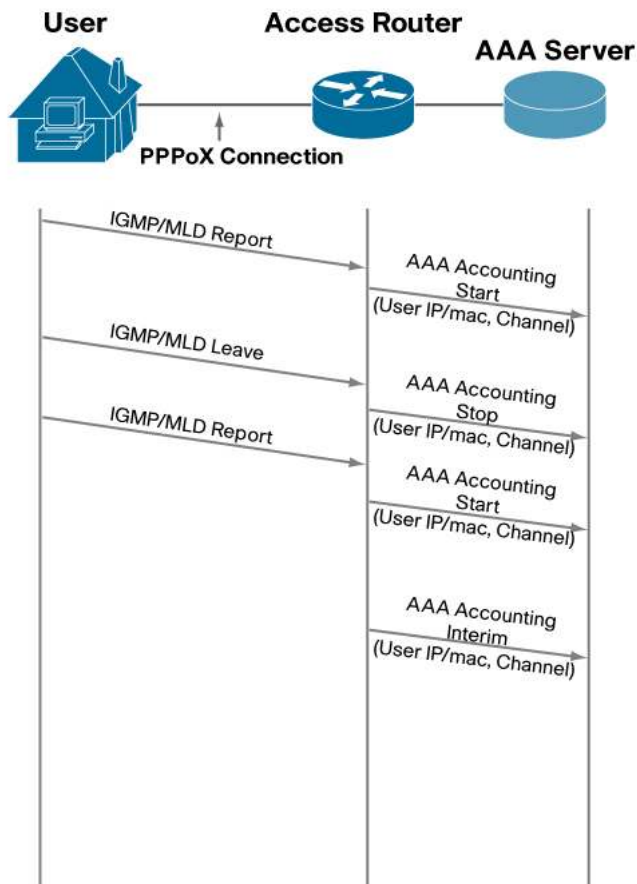 User
Access Router
AAA Server
PPPoX Connection
IGMP/MLD Report
AAA Accounting
Start
(User IP/mac, Channel)
IGMP/MLD Leave
AAA Accounting
Stop
(User IP/mac, Channel)
IGMP/MLD Report
AAA Accounting
Start
(User IP/mac, Channel)
AAA Accounting
Interim
(User IP/mac, Channel)